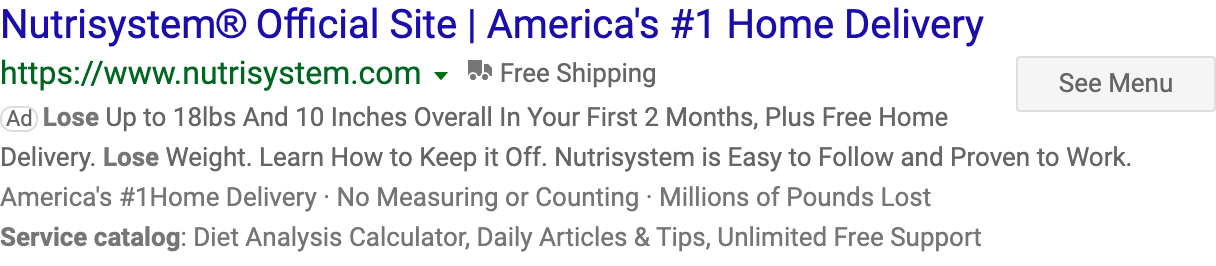 Nutrisystem® Official Site | America's #1 Home Delivery
https://www.nutrisystem.com Free Shipping
See Menu
Ad Lose Up to 18lbs And 10 Inches Overall In Your First 2 Months, Plus Free Home
Delivery. Lose Weight. Learn How to Keep it Off. Nutrisystem is Easy to Follow and Proven to Work.
America's #1Home Delivery · No Measuring or Counting · Millions of Pounds Lost
Service catalog: Diet Analysis Calculator, Daily Articles & Tips, Unlimited Free Support